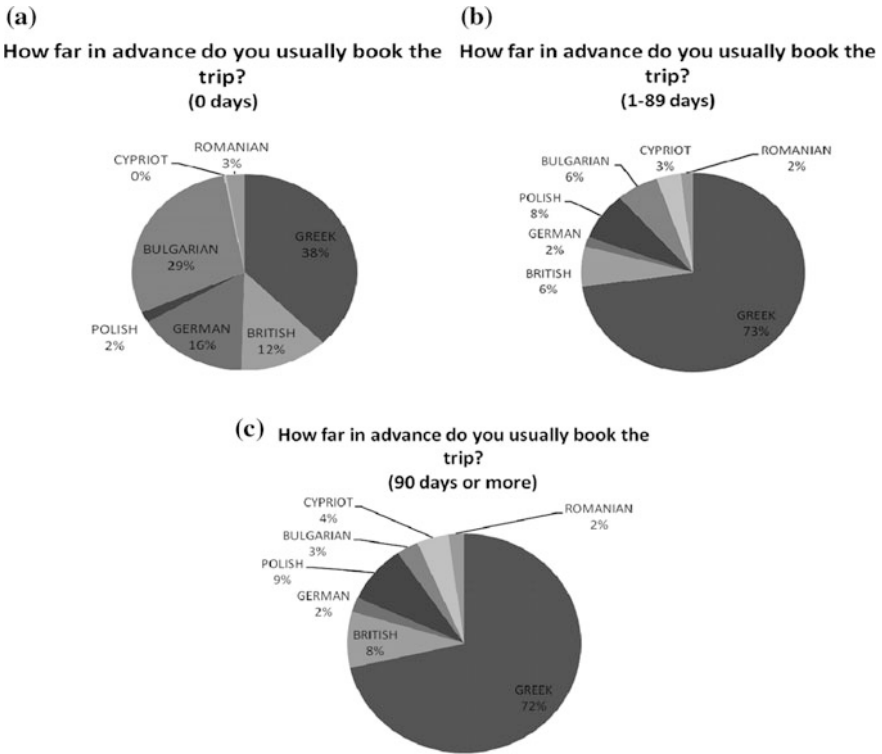 (a)
How far in advance do you usually book the
trip?
(0 days)
ROMANIAN
3%
CYPRIOT
0%
GREEK
38%
BULGARIAN
29%
POLISH
2%
GERMAN
16%
BRITISH
12%
(b)
How far in advance do you usually book the
trip?
(1-89 days)
CYPRIOT
3%
ROMANIAN
2%
BULGARIAN
6%
POLISH
8%
GERMAN
2%
BRITISH
6%
GREEK
73%
(c)
How far in advance do you usually book the
trip?
(90 days or more)
CYPRIOT
4%
ROMANIAN
2%
BULGARIAN
3%
POLISH
9%
GERMAN
2%
BRITISH
8%
GREEK
72%